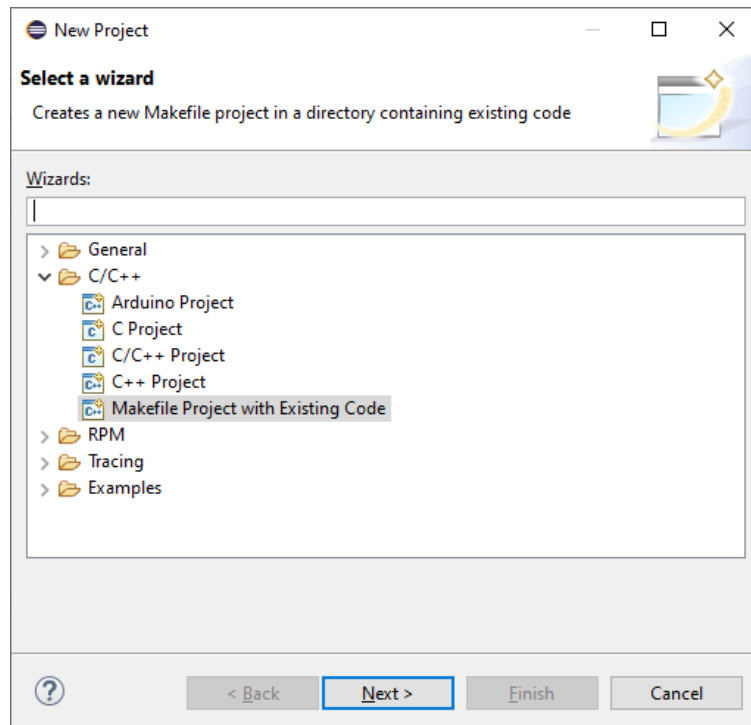 New Project
Select a wizard
Creates a new Makefile project in a directory containing existing code
Wizards:
General
C/C++
Arduino Project
C Project
C/C++ Project
C++ Project
Makefile Project with Existing Code
RPM
Tracing
Examples
? < Back Next > Finish Cancel